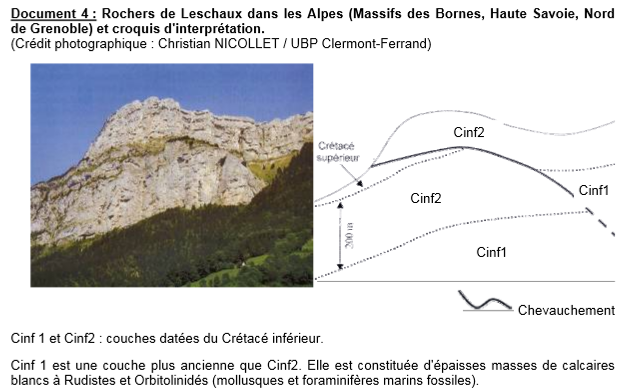 Document 4 : Rochers de Leschaux dans les Alpes (Massifs des Bornes, Haute Savoie, Nord
de Grenoble) et croquis d'interprétation.
(Crédit photographique : Christian NICOLLET / UBP Clermont-Ferrand)
Cinf2
Crétacé
supérieur
Cinf2
Cinf1
200 m
Cinf1
Chevauchement
Cinf 1 et Cinf2 : couches datées du Crétacé inférieur.
Cinf 1 est une couche plus ancienne que Cinf2. Elle est constituée d'épaisses masses de calcaires
blancs à Rudistes et Orbitolinidés (mollusques et foraminifères marins fossiles).